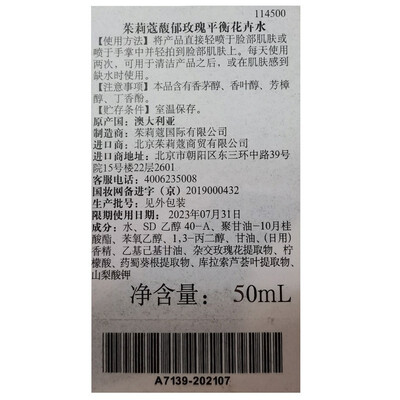 114500
茱莉蔻馥郁玫瑰平衡花卉水
【使用方法】将产品直接轻喷于脸部肌肤或
喷于手掌中并轻拍到脸部肌肤上。每天使用
两次，可用于清洁产品之后，或在肌肤感到
缺水时使用。
【注意事项】本品含有香茅醇、香叶醇、芳樟
醇、丁香酚。
【贮存条件】室温保存。
原产国：澳大利亚
制造商：茱莉蔻国际有限公司
进口商：北京茱莉蔻商贸有限公司
进口商地址：北京市朝阳区东三环中路39号
院15号楼22层2601
客服电话：4006235008
国妆网备进字（京）2019000432
生产批号：见外包装
限期使用日期：2023年07月31日
成分：水、SD 乙醇 40-A、聚甘油-10月桂
酸酯、苯氧乙醇、1,3-丙二醇、甘油、（日用）
香精、乙基己基甘油、杂交玫瑰花提取物、柠
檬酸、药蜀葵根提取物、库拉索芦荟叶提取物、
山梨酸钾
净含量： 50mL
A7139-202107